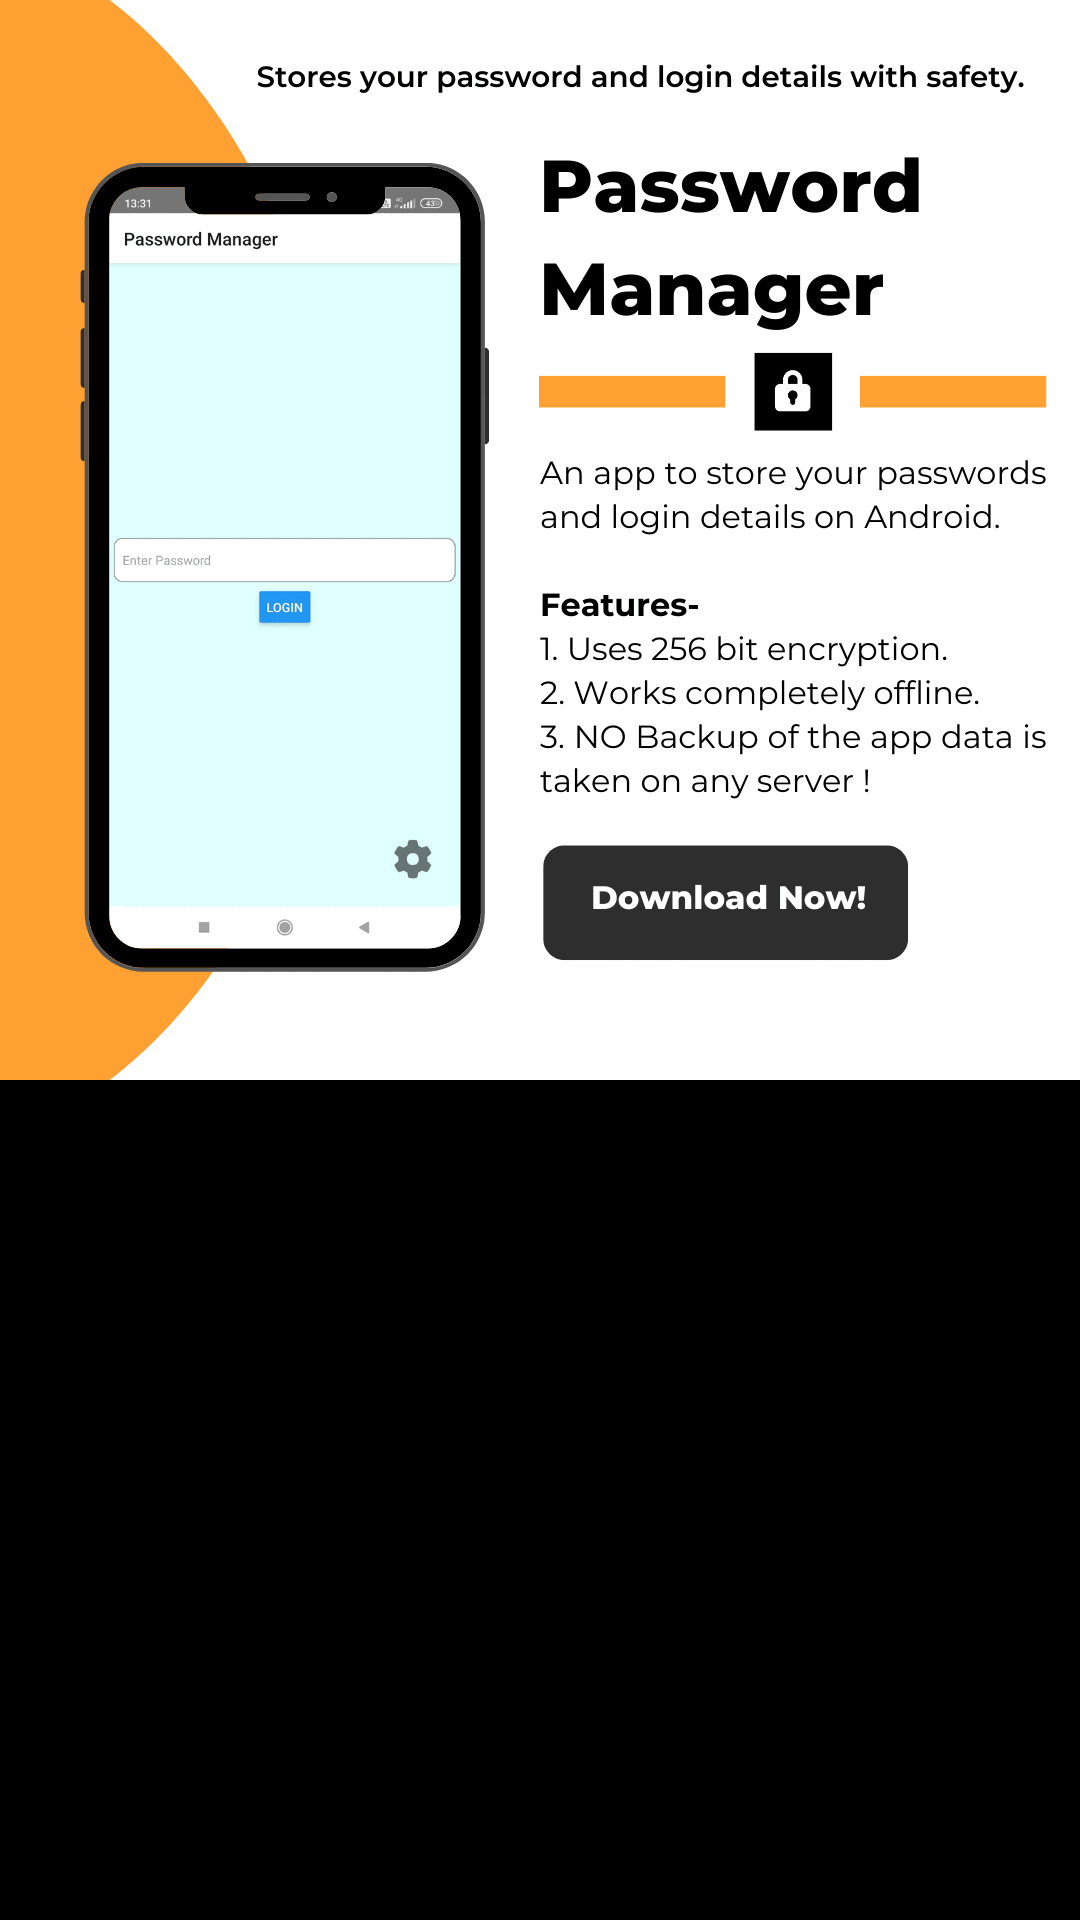 Stores your password and login details with safety.
Password
Manager
13:31
4G
43
Password Manager
Enter Password
LOGIN
An app to store your passwords
and login details on Android.
Features-
1. Uses 256 bit encryption.
2. Works completely offline.
3. NO Backup of the app data is
taken on any server !
Download Now!